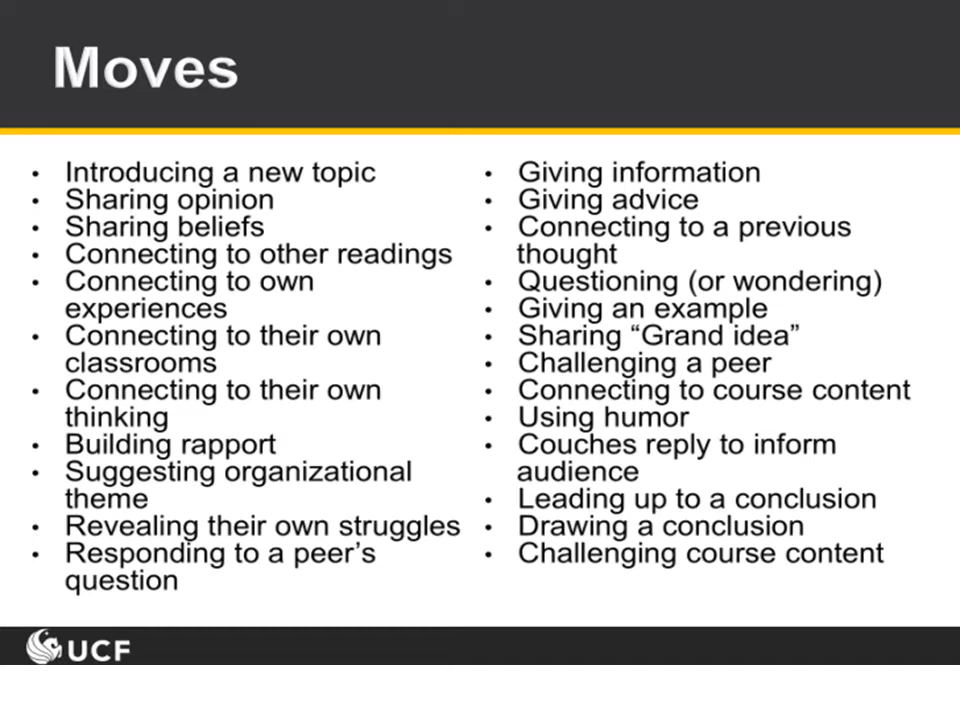 Moves
• Introducing a new topic
• Sharing opinion
• Sharing beliefs
• Connecting to other readings
• Connecting to own
experiences
• Connecting to their own
classrooms
• Connecting to their own
thinking
• Building rapport
• Suggesting organizational
theme
• Revealing their own struggles
• Responding to a peer’s
question
• Giving information
• Giving advice
• Connecting to a previous
thought
• Questioning (or wondering)
• Giving an example
• Sharing “Grand idea”
• Challenging a peer
• Connecting to course content
• Using humor
• Couches reply to inform
audience
• Leading up to a conclusion
• Drawing a conclusion
• Challenging course content
UCF